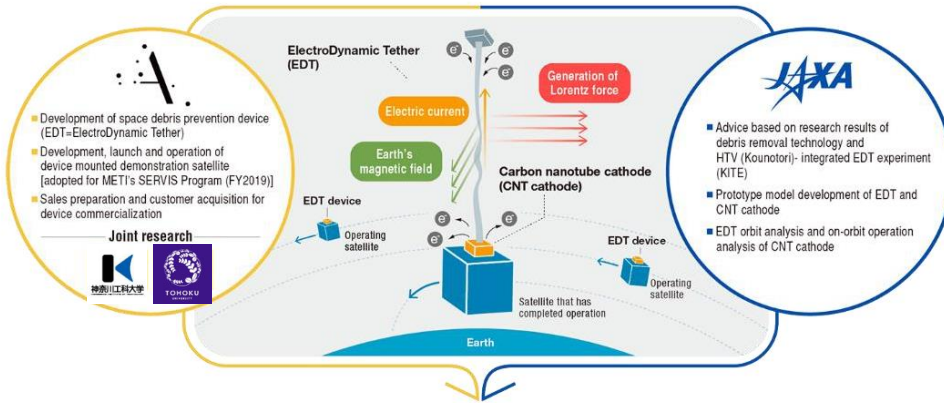 A
Development of space debris prevention device
(EDT=ElectroDynamic Tether)
Development, launch and operation of
device mounted demonstration satellite
[adopted for METI's SERVIS Program (FY2019)]
Sales preparation and customer acquisition for
device commercialization
Joint research
神奈川工科大学
TOHOKU
UNIVERSITY
ElectroDynamic Tether
(EDT)
e⁻
e⁻
e⁻
Generation of
Lorentz force
Electric current
Earth's
magnetic field
Carbon nanotube cathode
(CNT cathode)
EDT device
Operating
satellite
e⁻
e⁻
e⁻
EDT device
Operating
satellite
Satellite that has
completed operation
Earth
JAXA
Advice based on research results of
debris removal technology and
HTV (Kounotori)- integrated EDT experiment
(KITE)
Prototype model development of EDT and
CNT cathode
EDT orbit analysis and on-orbit operation
analysis of CNT cathode